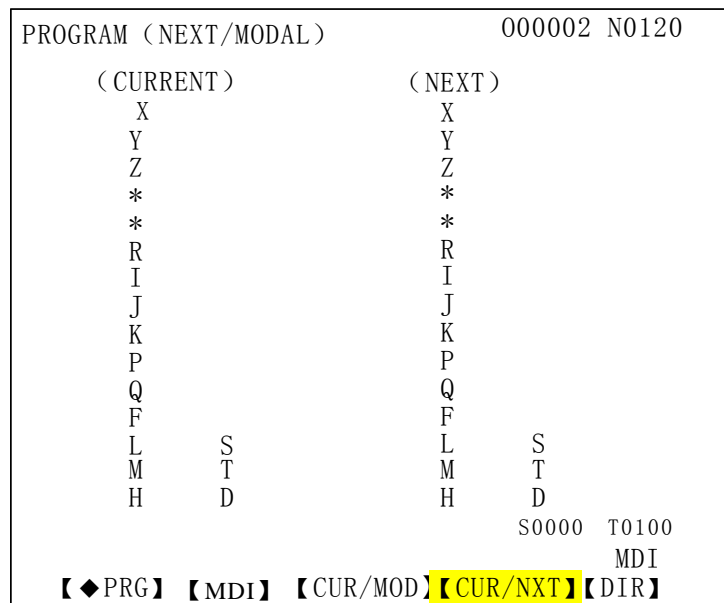 PROGRAM（NEXT/MODAL） O00002 N0120
（CURRENT） （NEXT）
X X
Y Y
Z Z
* *
* *
R R
I I
J J
K K
P P
Q Q
F F
L S L S
M T M T
H D H D
S0000 T0100
MDI
【◆PRG】【MDI】【CUR/MOD】【CUR/NXT】【DIR】